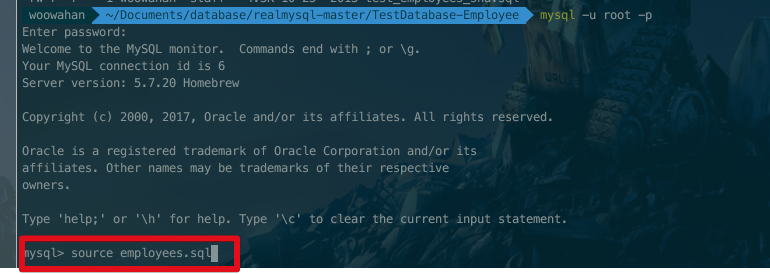 woowahan ~/Documents/database/realmysql-master/TestDatabase-Employee mysql -u root -p
Enter password:
Welcome to the MySQL monitor.  Commands end with ; or \g.
Your MySQL connection id is 6
Server version: 5.7.20 Homebrew
Copyright (c) 2000, 2017, Oracle and/or its affiliates. All rights reserved.
Oracle is a registered trademark of Oracle Corporation and/or its
affiliates. Other names may be trademarks of their respective
owners.
Type 'help;' or '\h' for help. Type '\c' to clear the current input statement.
mysql> source employees.sql